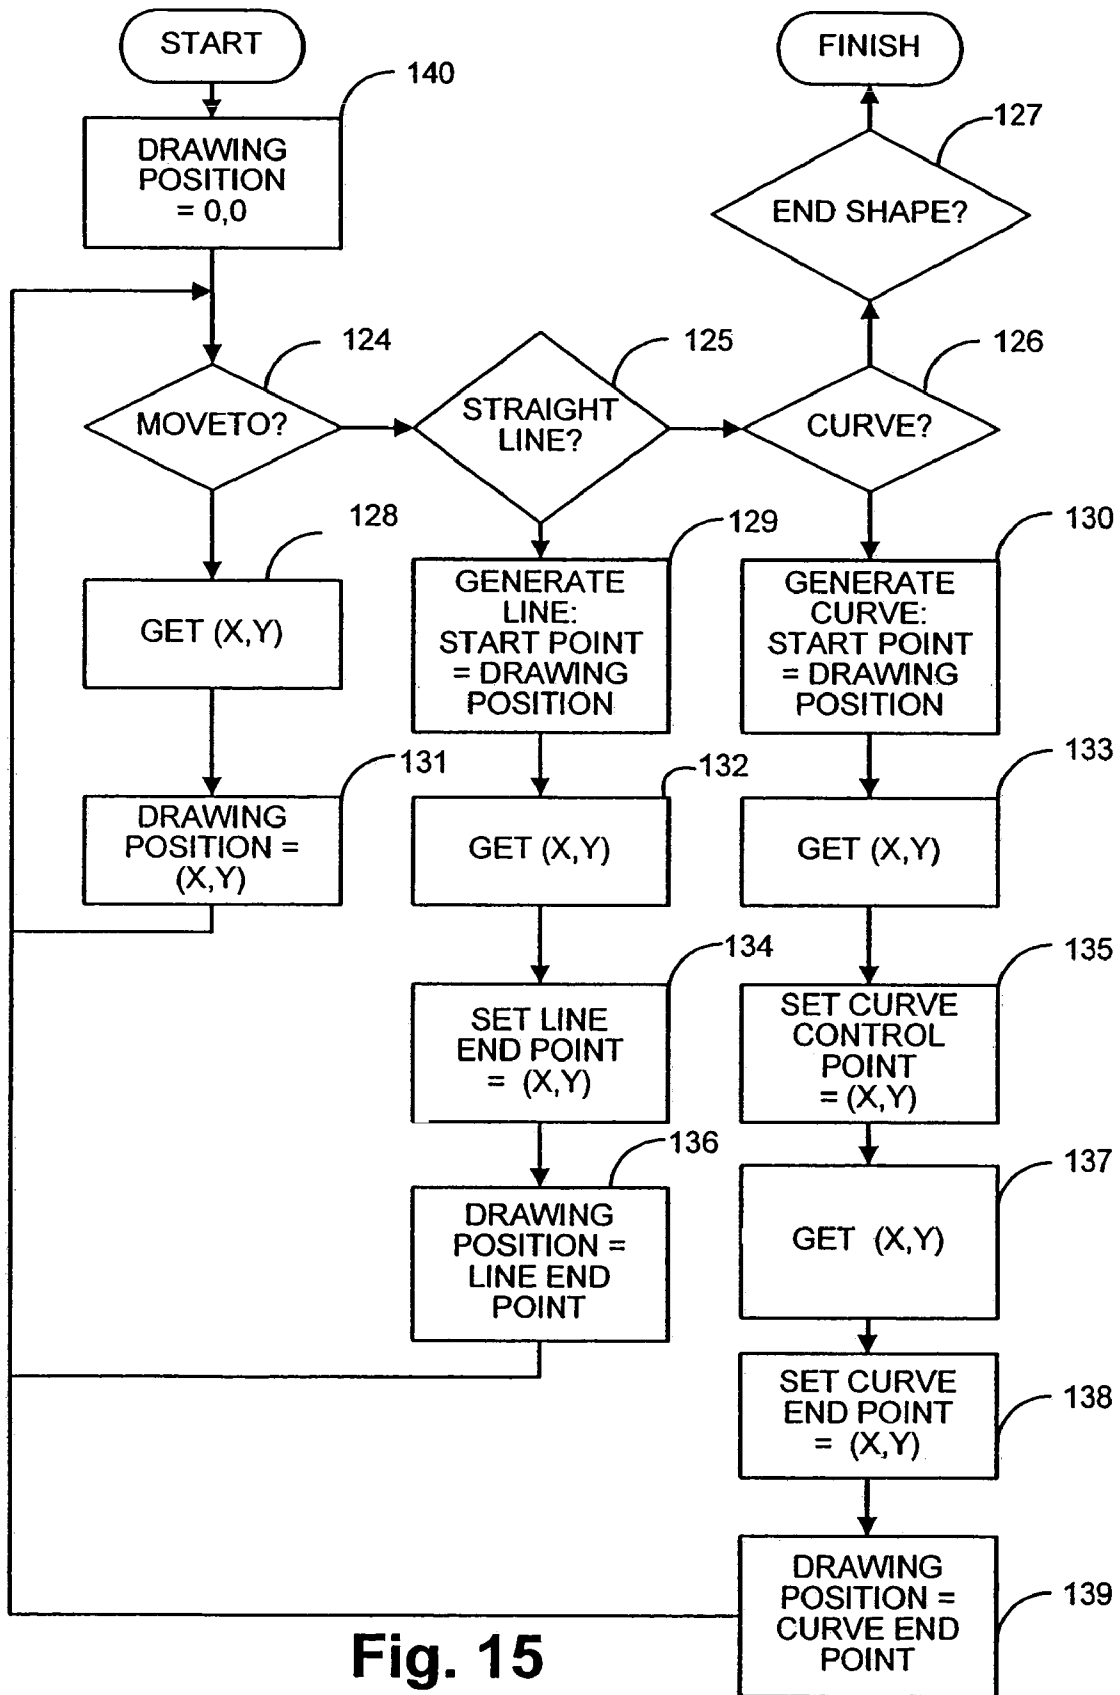 START
FINISH
140
DRAWING
POSITION
= 0,0
127
END SHAPE?
124
MOVETO?
125
STRAIGHT
LINE?
126
CURVE?
128
GET (X,Y)
129
GENERATE
LINE:
START POINT
= DRAWING
POSITION
130
GENERATE
CURVE:
START POINT
= DRAWING
POSITION
131
DRAWING
POSITION =
(X,Y)
132
GET (X,Y)
133
GET (X,Y)
134
SET LINE
END POINT
= (X,Y)
135
SET CURVE
CONTROL
POINT
= (X,Y)
136
DRAWING
POSITION =
LINE END
POINT
137
GET (X,Y)
138
SET CURVE
END POINT
= (X,Y)
139
DRAWING
POSITION =
CURVE END
POINT
Fig. 15